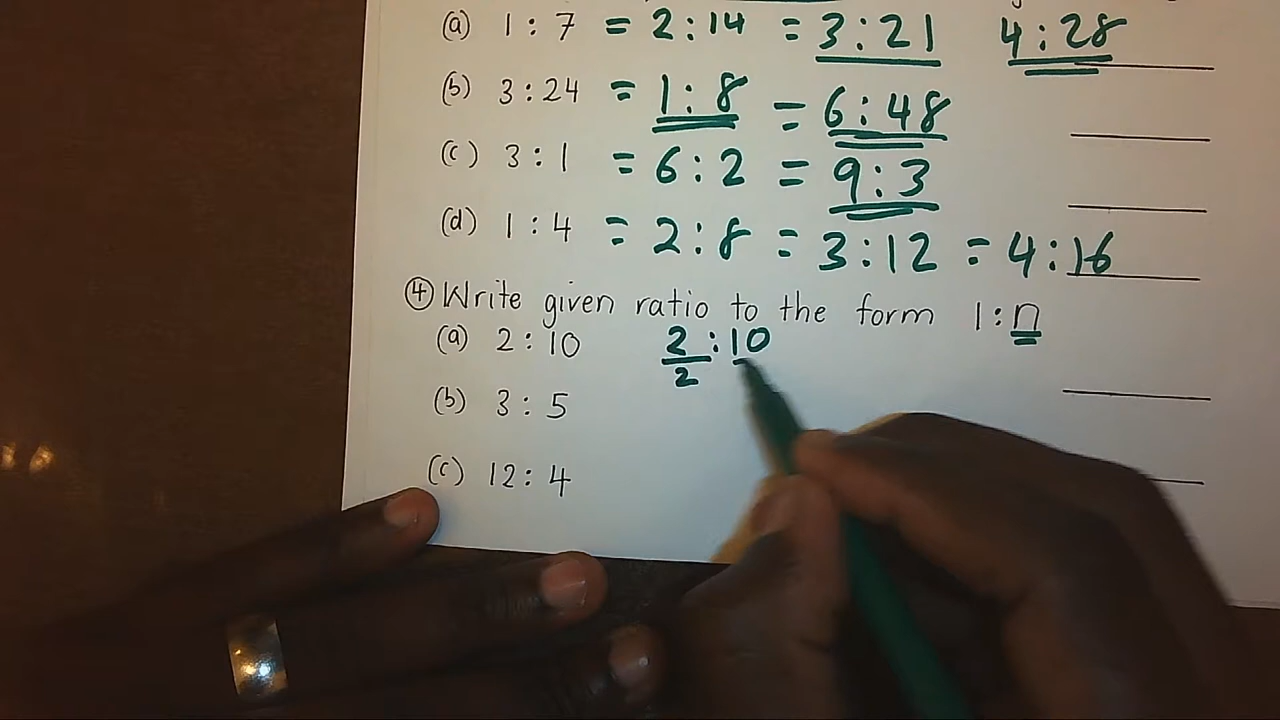 (a) 1 : 7 = 2 : 14 = 3 : 21 4 : 28
(b) 3 : 24 = 1 : 8 = 6 : 48
(c) 3 : 1 = 6 : 2 = 9 : 3
(d) 1 : 4 = 2 : 8 = 3 : 12 = 4 : 16
④ Write given ratio to the form 1 : n
(a) 2 : 10 2 : 10
2
(b) 3 : 5
(c) 12 : 4